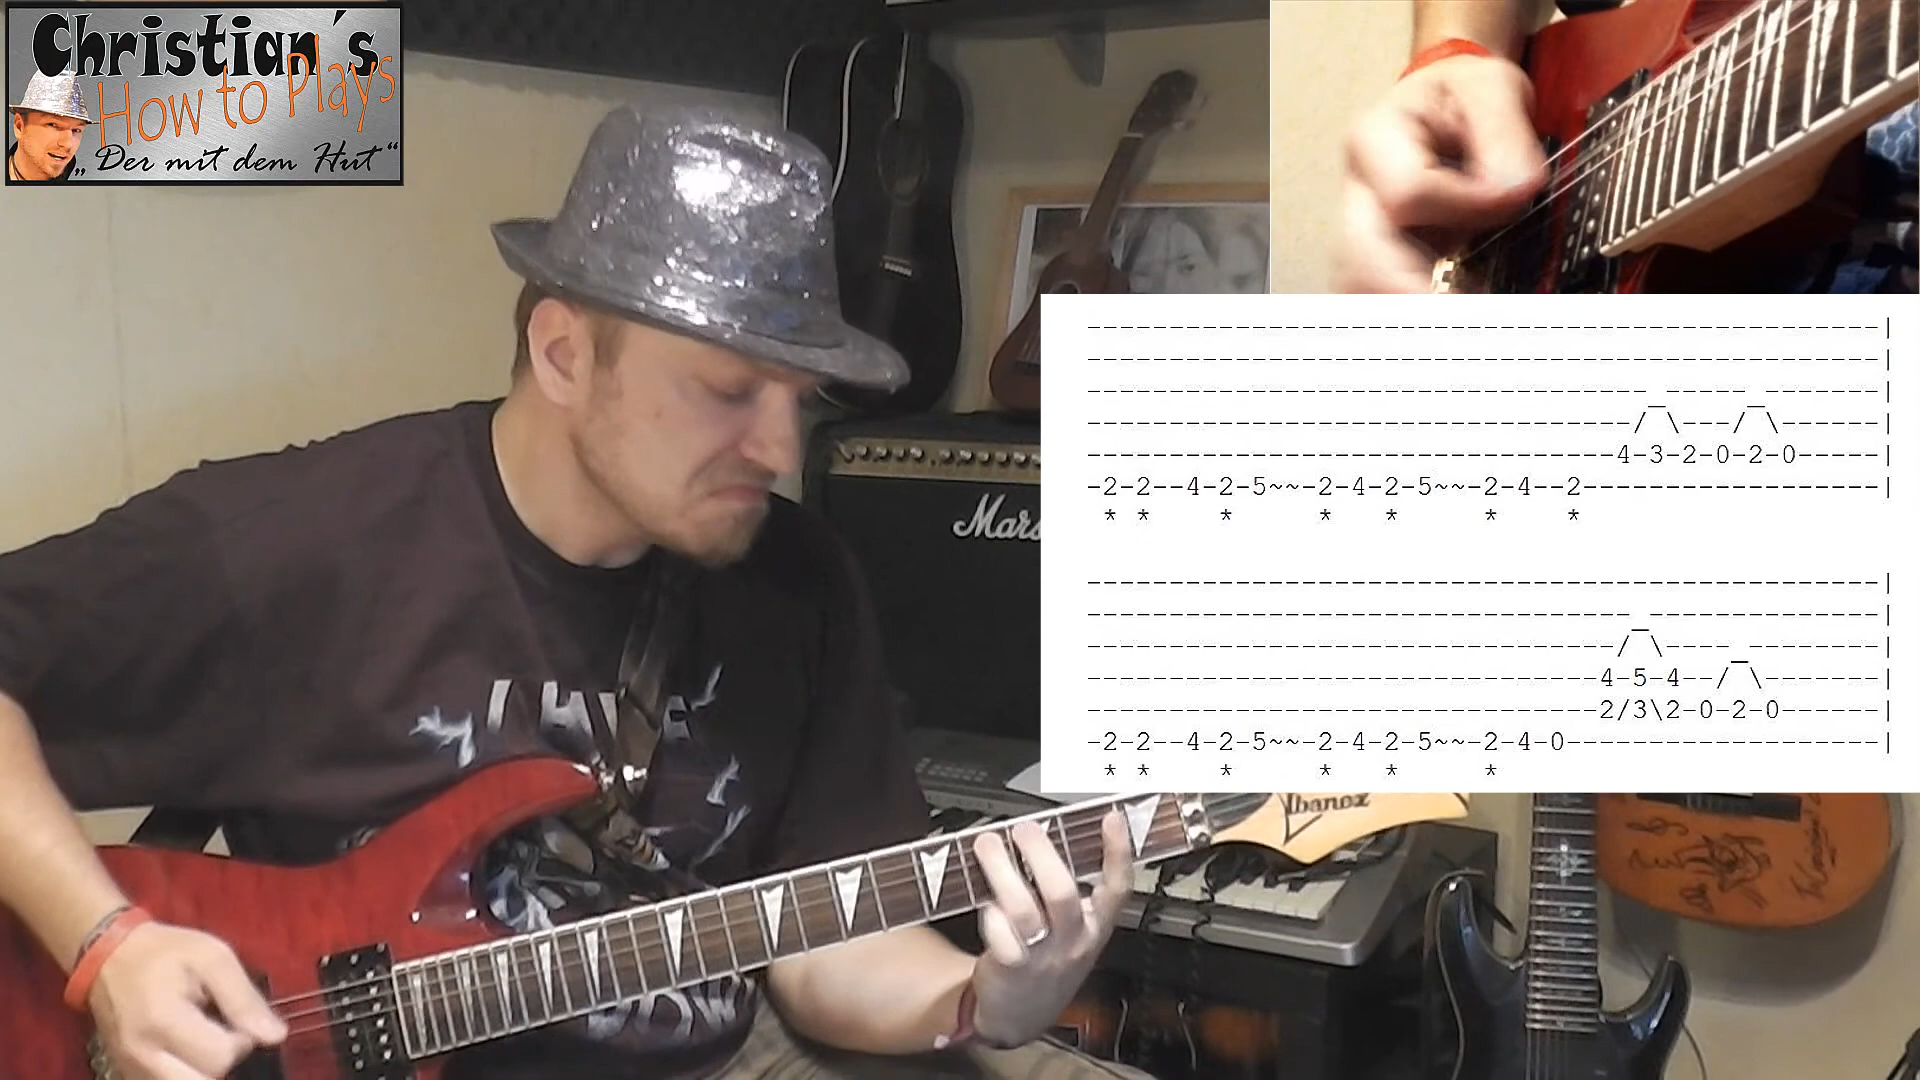 Christian´s
How to Plays
„Der mit dem Hut“
Mars
------------------------------------------------|
------------------------------------------------|
---------------------------------- _ ----- _ -------|
---------------------------------/‾\---/‾\------|
--------------------------------4-3-2-0-2-0-----|
-2-2--4-2-5~~-2-4-2-5~~-2-4--2------------------|
* * * * * * *
------------------------------------------------|
--------------------------------- _ --------------|
--------------------------------/‾\---- _ --------|
-------------------------------4-5-4--/‾\-------|
-------------------------------2/3\2-0-2-0------|
-2-2--4-2-5~~-2-4-2-5~~-2-4-0-------------------|
* * * * * *
Ibanez